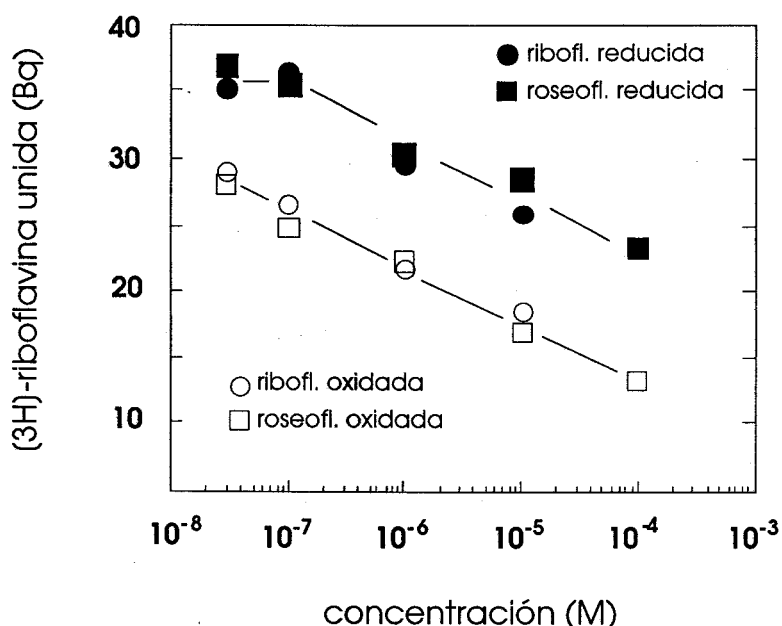 (3H)-riboflavina unida (Bq)
40
30
20
10
ribofl. reducida
roseofl. reducida
ribofl. oxidada
roseofl. oxidada
10-8 10-7 10-6 10-5 10-4 10-3
concentración (M)